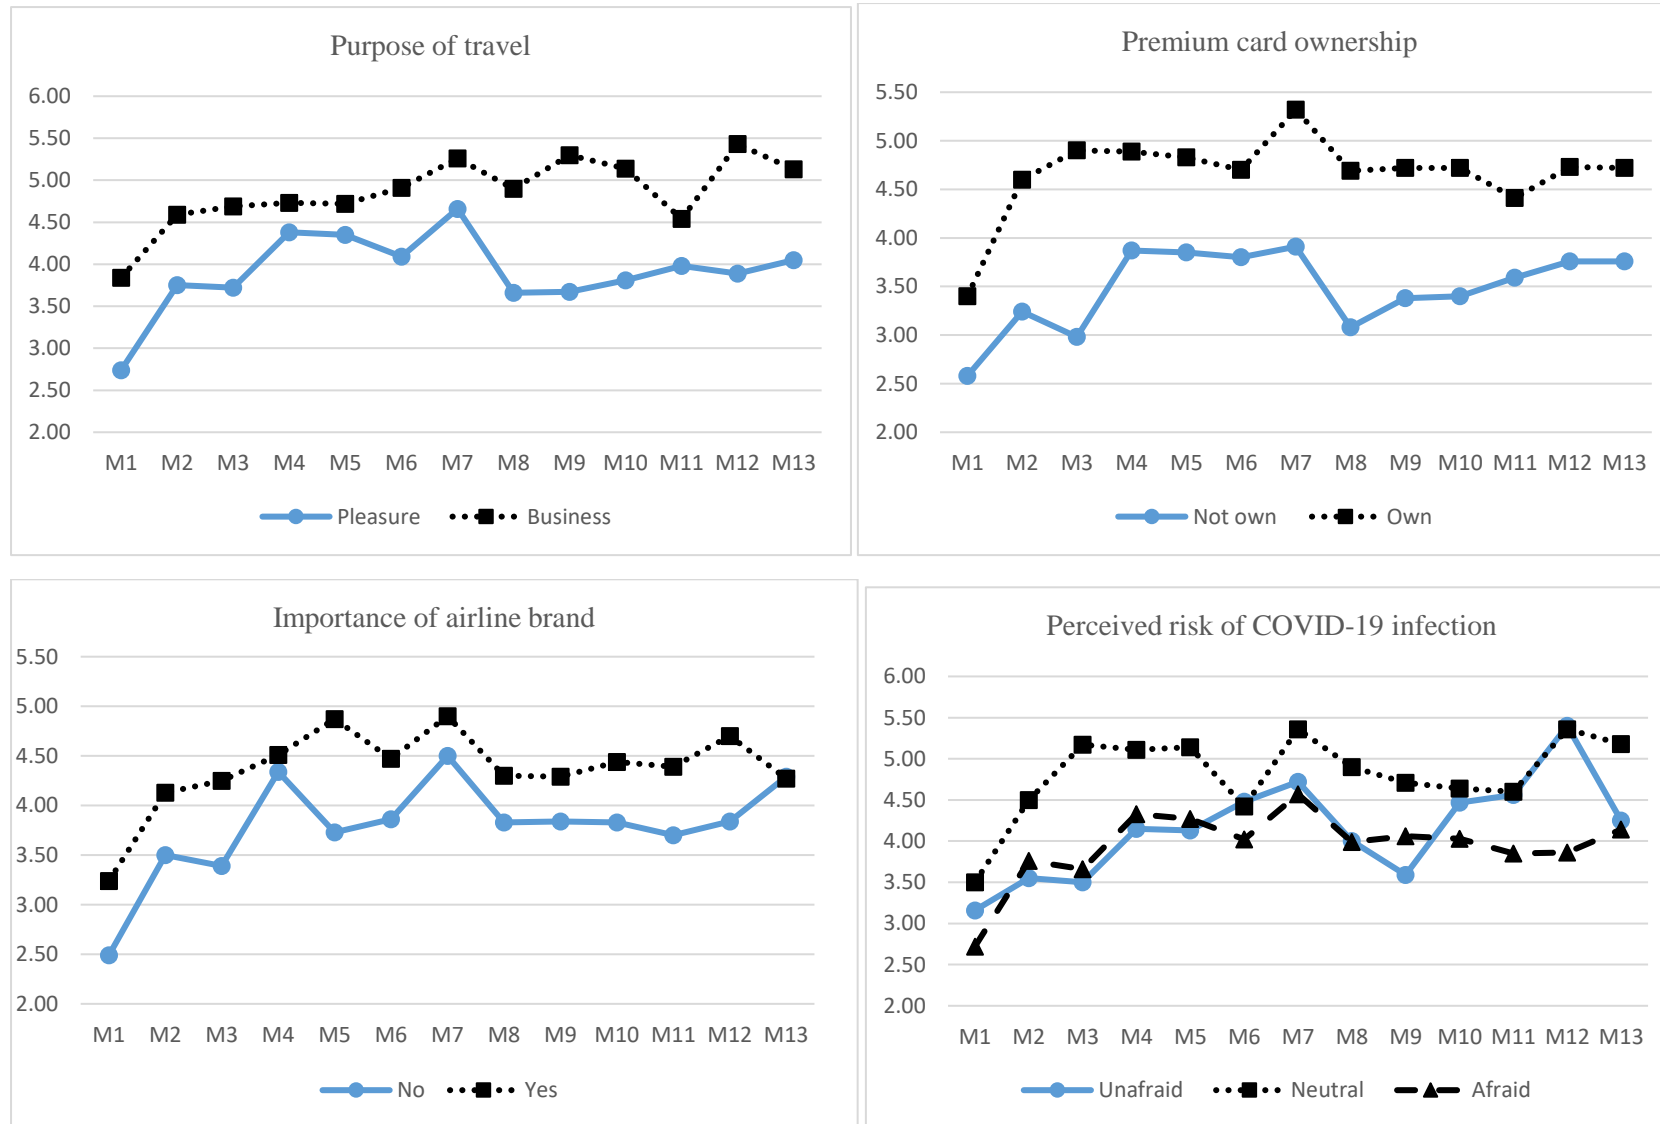 Purpose of travel
6.00
5.50
5.00
4.50
4.00
3.50
3.00
2.50
2.00
M1 M2 M3 M4 M5 M6 M7 M8 M9 M10 M11 M12 M13
Pleasure Business
Premium card ownership
5.50
5.00
4.50
4.00
3.50
3.00
2.50
2.00
M1 M2 M3 M4 M5 M6 M7 M8 M9 M10 M11 M12 M13
Not own Own
Importance of airline brand
5.50
5.00
4.50
4.00
3.50
3.00
2.50
2.00
M1 M2 M3 M4 M5 M6 M7 M8 M9 M10 M11 M12 M13
No Yes
Perceived risk of COVID-19 infection
6.00
5.50
5.00
4.50
4.00
3.50
3.00
2.50
2.00
M1 M2 M3 M4 M5 M6 M7 M8 M9 M10 M11 M12 M13
Unafraid Neutral Afraid